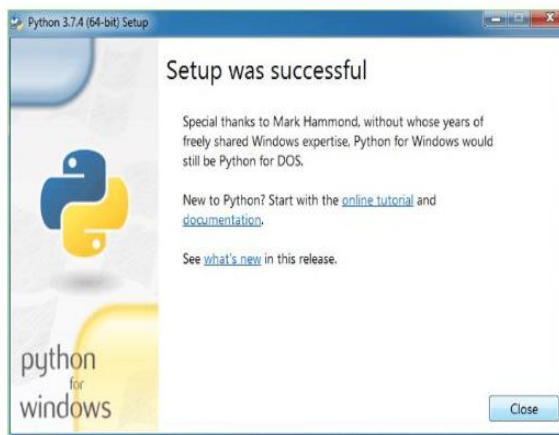 Python 3.7.4 (64-bit) Setup
Setup was successful
Special thanks to Mark Hammond, without whose years of
freely shared Windows expertise, Python for Windows would
still be Python for DOS.
New to Python? Start with the online tutorial and
documentation.
See what's new in this release.
python
for
windows
Close